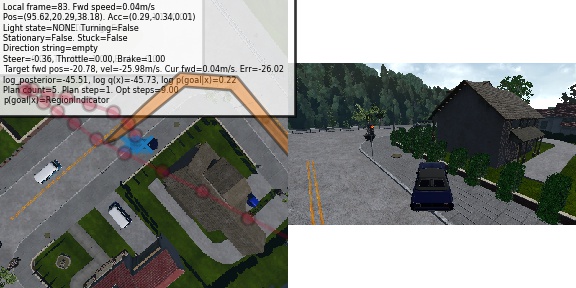 Local frame=83. Fwd speed=0.04m/s
Pos=(95.62,20.29,38.18). Acc=(0.29,-0.34,0.01)
Light state=NONE. Turning=False
Stationary=False. Stuck=False
Direction string=empty
Steer=-0.36, Throttle=0.00, Brake=1.00
Target fwd pos=-20.78, vel=-25.98m/s. Cur fwd=0.04m/s. Err=-26.02
log_posterior=-45.51, log q(x)=-45.73, log p(goal|x)=0.22
Plan count=5. Plan step=1. Opt steps=9.00
p(goal|x)=RegionIndicator